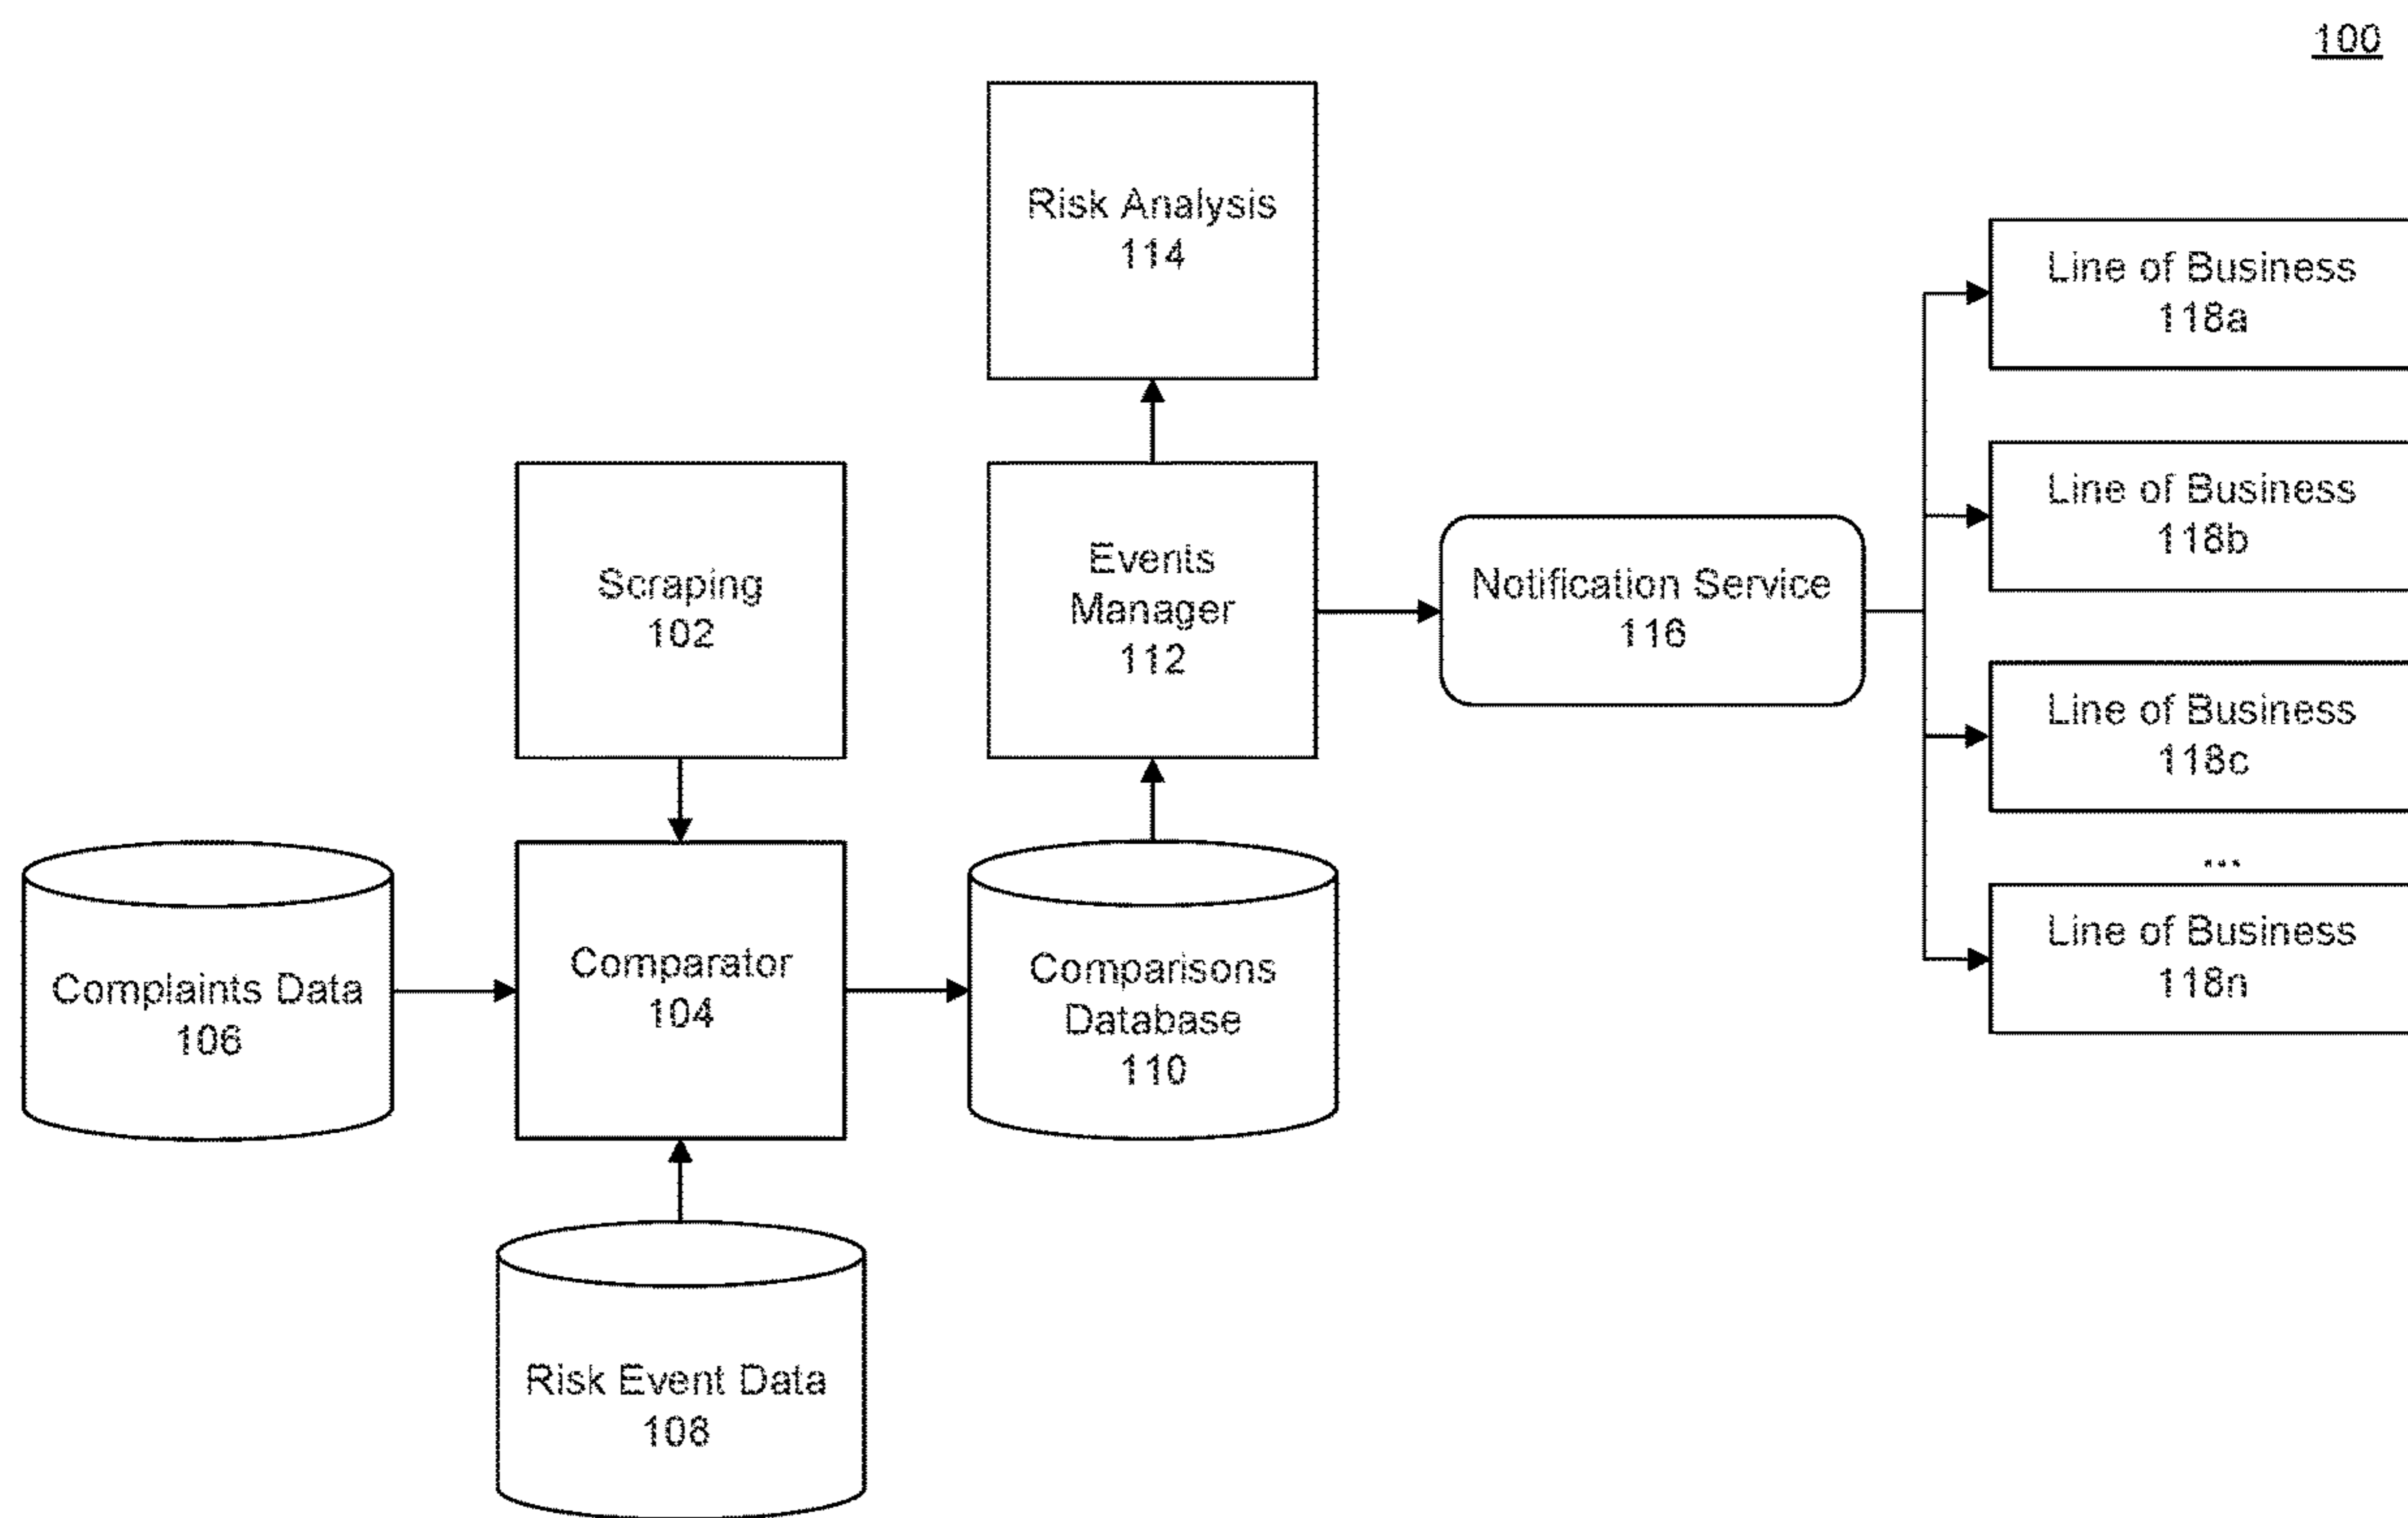 100
Risk Analysis
114
Line of Business
118a
Line of Business
118b
Scraping
102
Events
Manager
112
Notification Service
116
Line of Business
118c
...
Complaints Data
106
Comparator
104
Comparisons
Database
110
Line of Business
118n
Risk Event Data
108